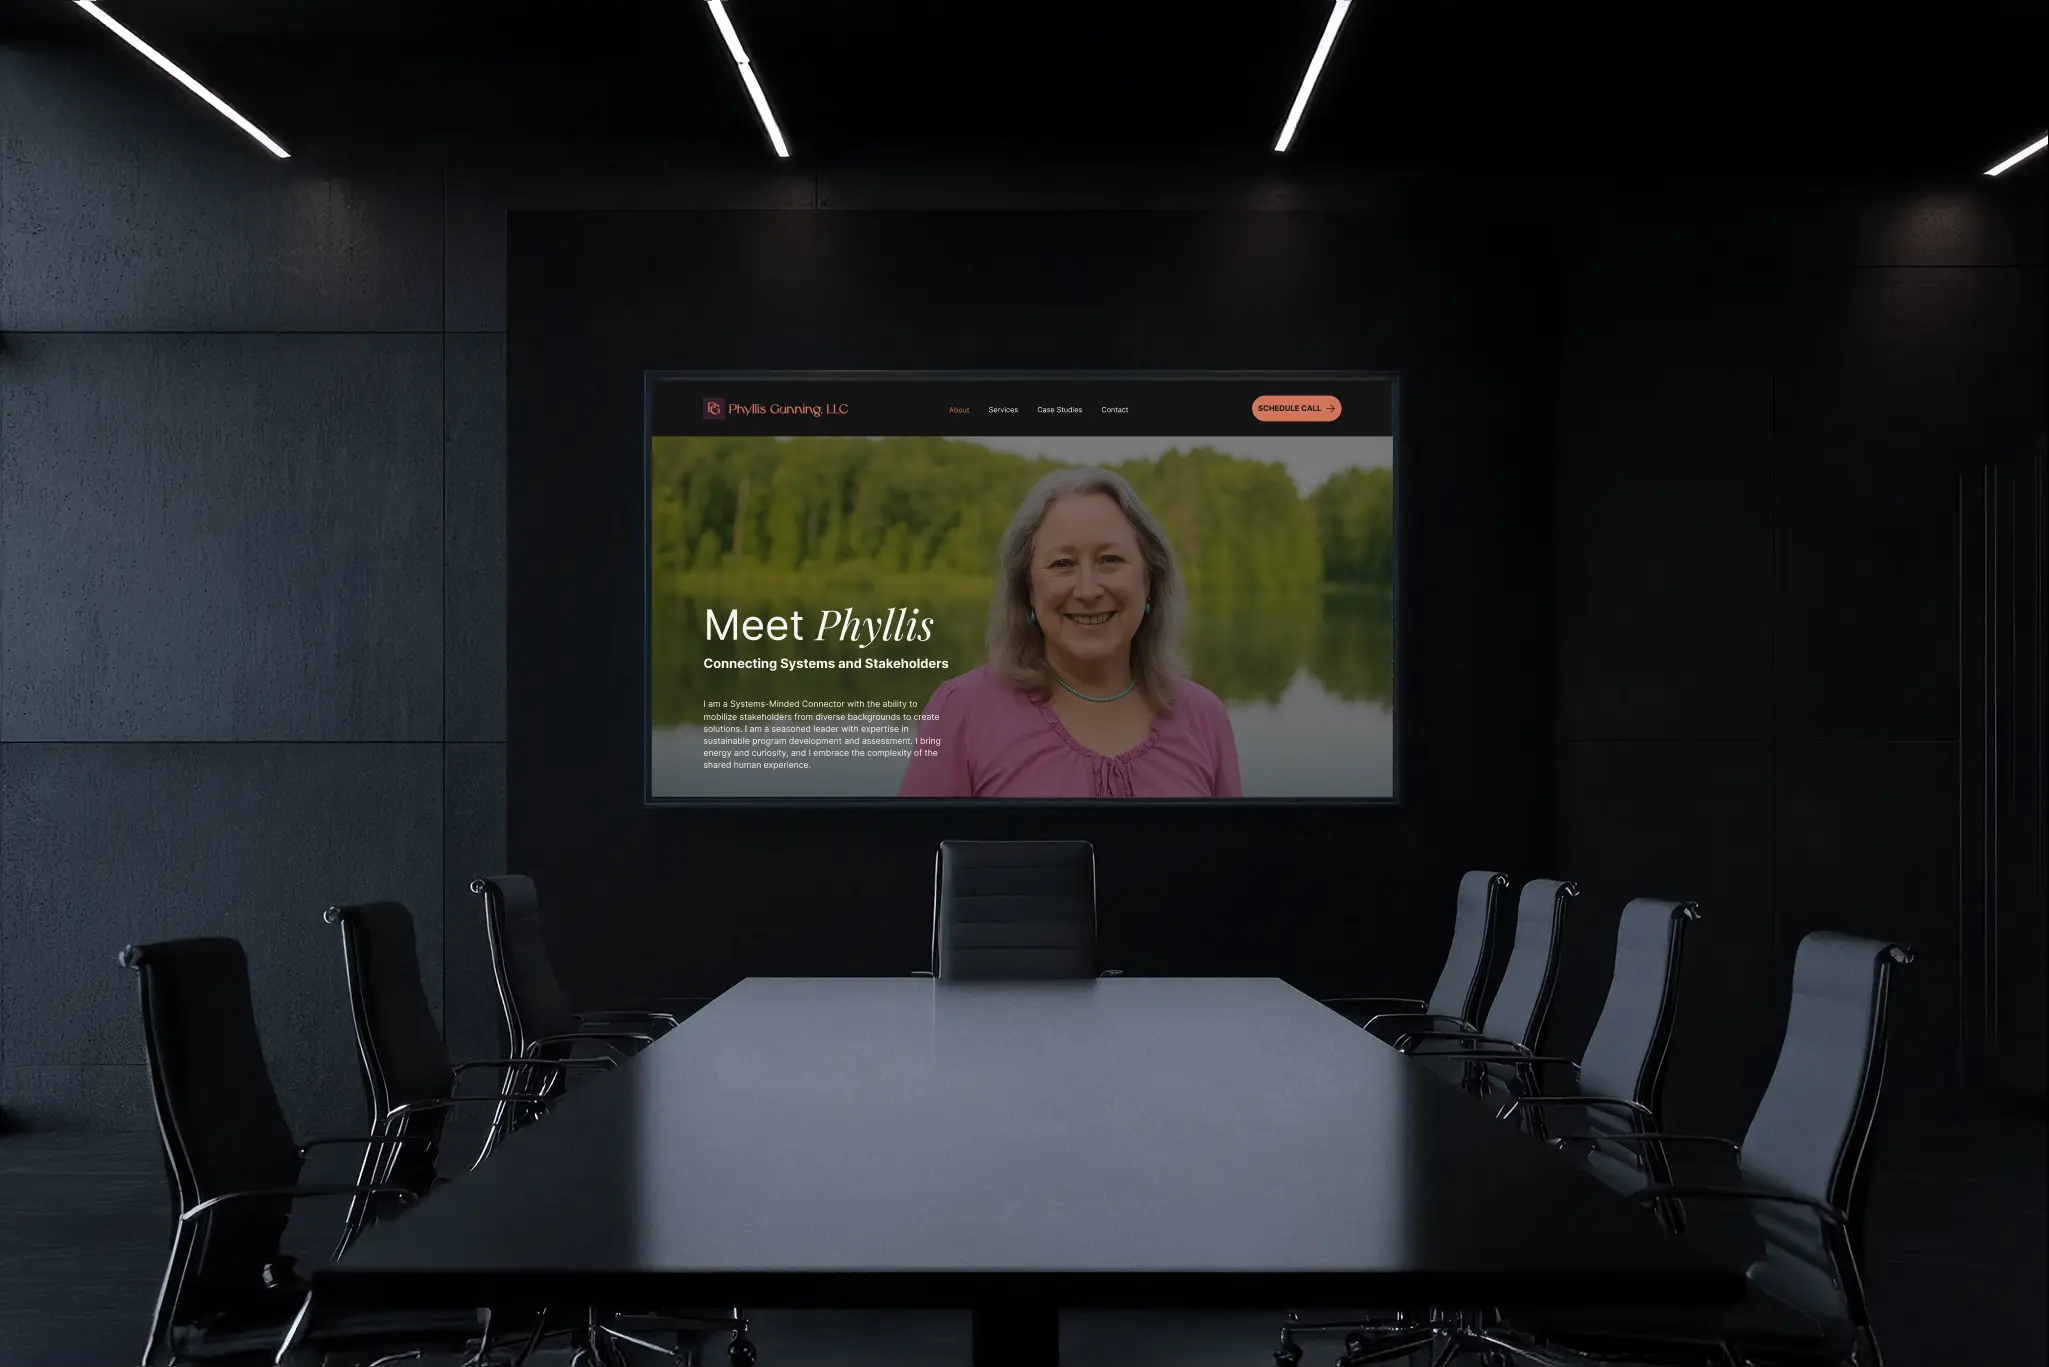 PG Phyllis Gunning, LLC
About Services Case Studies Contact
SCHEDULE CALL
Meet Phyllis
Connecting Systems and Stakeholders
I am a Systems-Minded Connector with the ability to
mobilize stakeholders from diverse backgrounds to create
solutions. I am a seasoned leader with expertise in
sustainable program development and assessment. I bring
energy and curiosity, and I embrace the complexity of the
shared human experience.